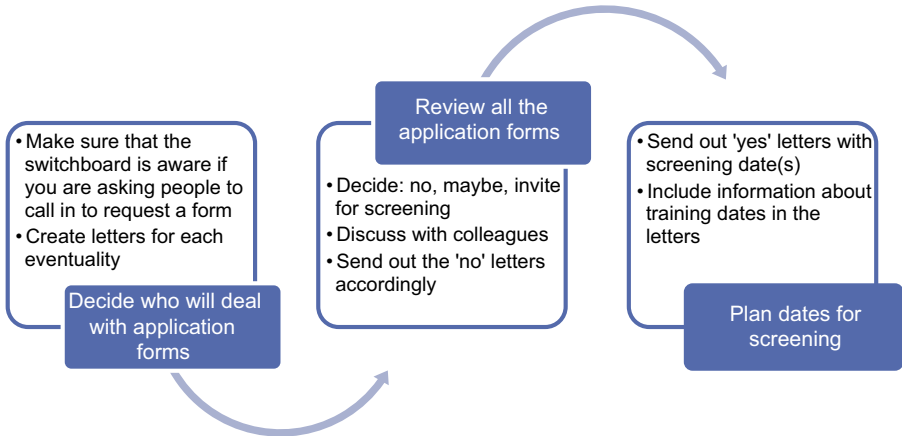 • Make sure that the
switchboard is aware if
you are asking people to
call in to request a form
• Create letters for each
eventuality
Decide who will deal
with application
forms
Review all the
application forms
• Decide: no, maybe, invite
for screening
• Discuss with colleagues
• Send out the 'no' letters
accordingly
• Send out 'yes' letters with
screening date(s)
• Include information about
training dates in the
letters
Plan dates for
screening